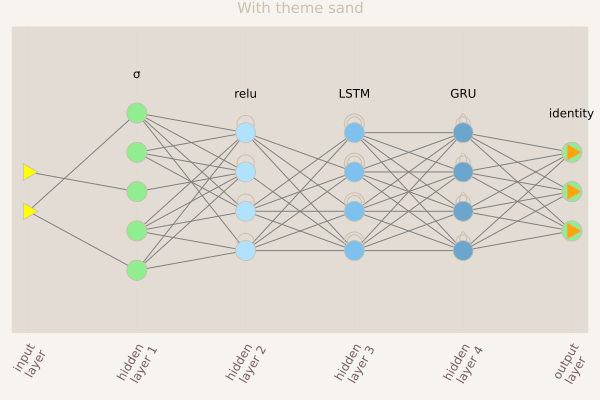 With theme sand
σ
relu
LSTM
GRU
identity
input
layer
hidden
layer 1
hidden
layer 2
hidden
layer 3
hidden
layer 4
output
layer